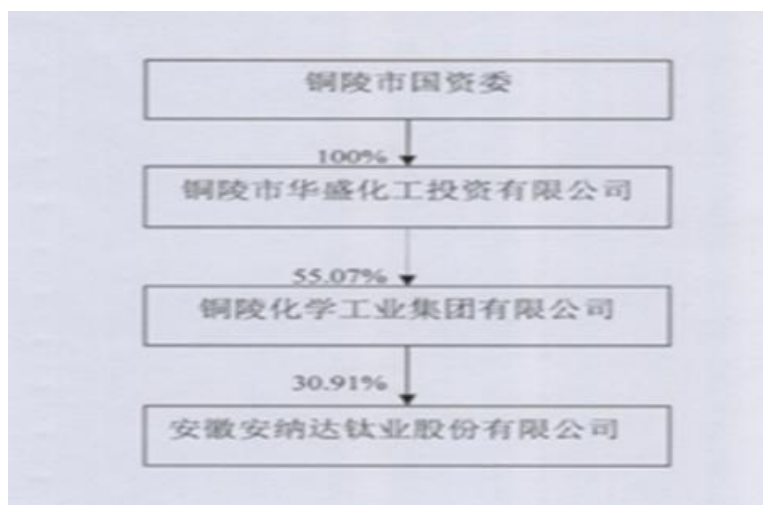 铜陵市国资委
100%
铜陵市华盛化工投资有限公司
55.07%
铜陵化学工业集团有限公司
30.91%
安徽安纳达钛业股份有限公司